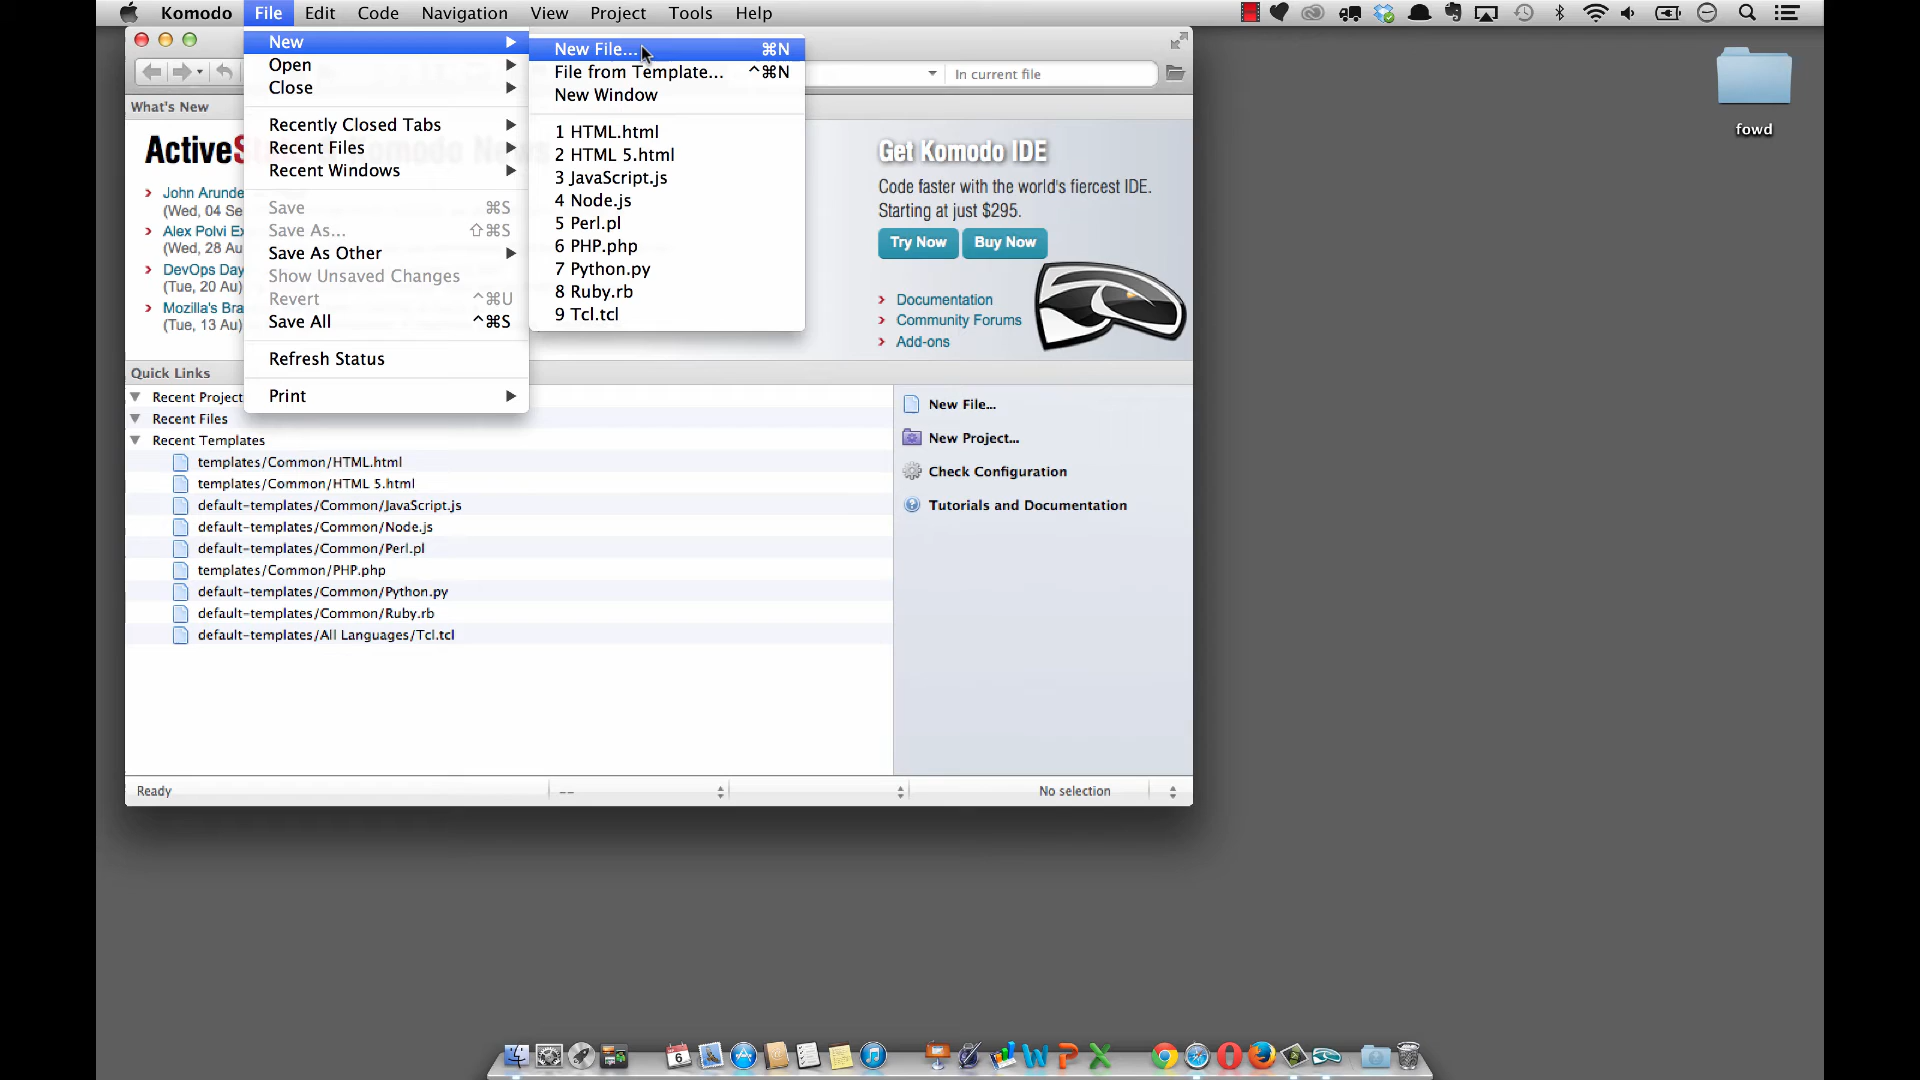 Komodo File Edit Code Navigation View Project Tools Help
New
Open
Close
Recently Closed Tabs
Recent Files
Recent Windows
Save ⌘S
Save As... ⇧⌘S
Save As Other
Show Unsaved Changes
Revert ^⌘U
Save All ^⌘S
Refresh Status
Print
New File... ⌘N
File from Template... ^⌘N
New Window
1 HTML.html
2 HTML 5.html
3 JavaScript.js
4 Node.js
5 Perl.pl
6 PHP.php
7 Python.py
8 Ruby.rb
9 Tcl.tcl
In current file
What's New
John Arunde
(Wed, 04 Se
Alex Polvi Ex
(Wed, 28 Au
DevOps Day
(Tue, 20 Au)
Mozilla's Bra
(Tue, 13 Au)
Get Komodo IDE
Code faster with the world's fiercest IDE.
Starting at just $295.
Try Now Buy Now
Documentation
Community Forums
Add-ons
Quick Links
Recent Project
Recent Files
Recent Templates
templates/Common/HTML.html
templates/Common/HTML 5.html
default-templates/Common/JavaScript.js
default-templates/Common/Node.js
default-templates/Common/Perl.pl
templates/Common/PHP.php
default-templates/Common/Python.py
default-templates/Common/Ruby.rb
default-templates/All Languages/Tcl.tcl
New File...
New Project...
Check Configuration
Tutorials and Documentation
Ready -- No selection
fowd
6